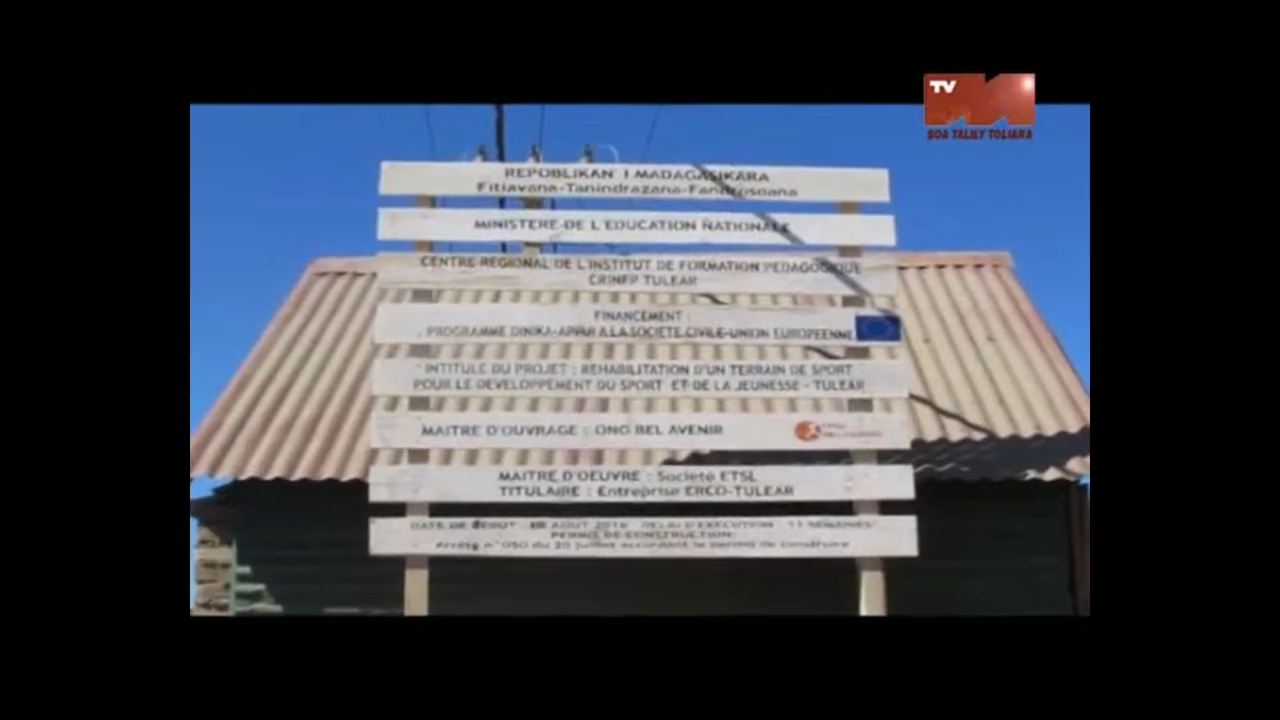 TV
SOA TALILY TOLIARA
REPOBLIKAN' I MADAGASIKARA
Fitiavana-Tanindrazana-Fandrosoana
MINISTERE DE L'EDUCATION NATIONALE
CENTRE REGIONAL DE L'INSTITUT DE FORMATION PEDAGOGIQUE
CRINFP TULEAR
FINANCEMENT :
PROGRAMME DINIKA-APPUI A LA SOCIETE CIVILE-UNION EUROPEENNE
INTITULE DU PROJET : REHABILITATION D'UN TERRAIN DE SPORT
POUR LE DEVELOPPEMENT DU SPORT ET DE LA JEUNESSE - TULEAR
MAITRE D'OUVRAGE : ONG BEL AVENIR
MAITRE D'OEUVRE : Société ETSL
TITULAIRE : Entreprise ERCO-TULEAR
DATE DE DEBUT : AOUT 2016 DELAI D'EXECUTION 11 SEMAINES
PERMIS DE CONSTRUCTION:
Arrêté n°050 du 20 juillet accordant le permis de construire